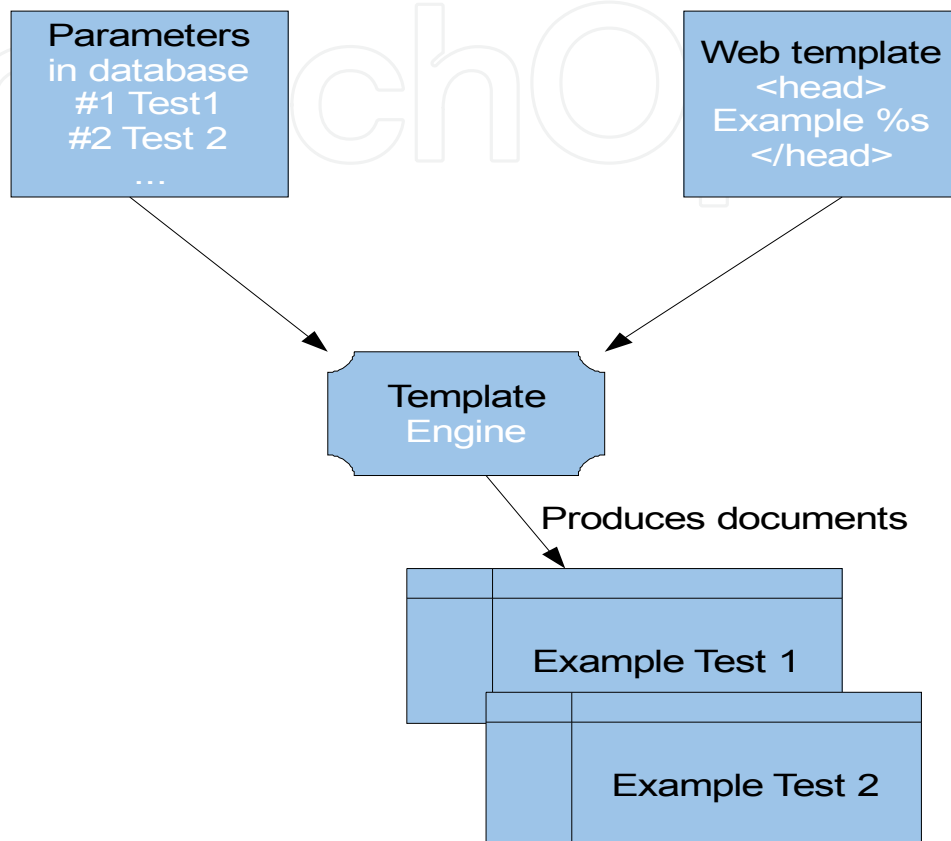 Parameters
in database
#1 Test1
#2 Test 2
...
Web template
<head>
Example %s
</head>
Template
Engine
Produces documents
Example Test 1
Example Test 2